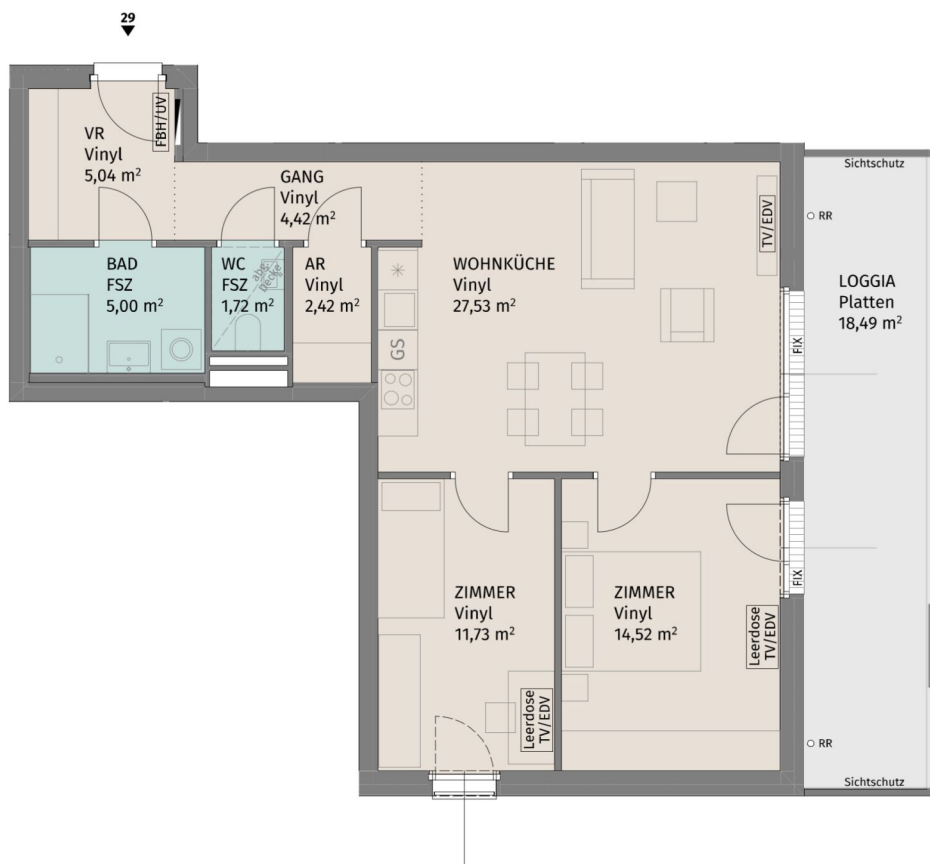 29
FBH/UV
VR
Vinyl
5,04 m²
GANG
Vinyl
4,42 m²
BAD
FSZ
5,00 m²
WC
FSZ
1,72 m²
abg.
Decke
AR
Vinyl
2,42 m²
GS
WOHNKÜCHE
Vinyl
27,53 m²
TV/EDV
FIX
Sichtschutz
RR
LOGGIA
Platten
18,49 m²
ZIMMER
Vinyl
11,73 m²
Leerdose
TV/EDV
ZIMMER
Vinyl
14,52 m²
Leerdose
TV/EDV
FIX
RR
Sichtschutz